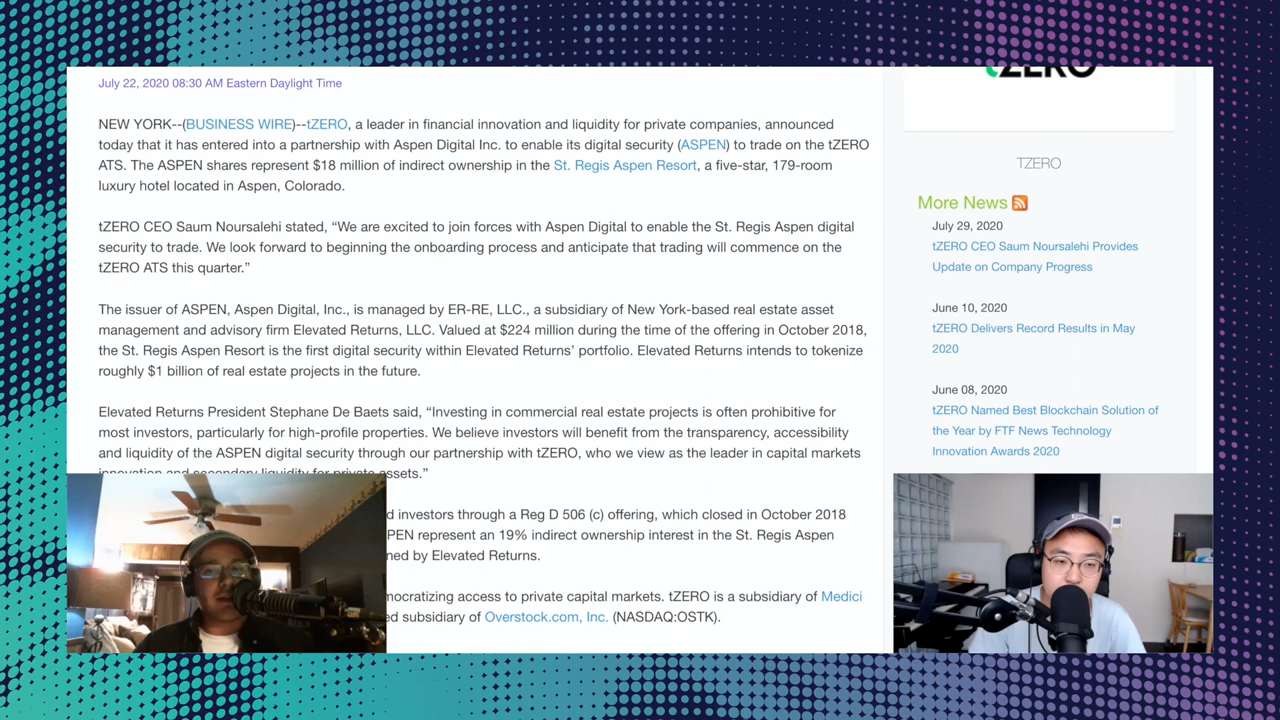 July 22, 2020 08:30 AM Eastern Daylight Time
NEW YORK--(BUSINESS WIRE)--tZERO, a leader in financial innovation and liquidity for private companies, announced
today that it has entered into a partnership with Aspen Digital Inc. to enable its digital security (ASPEN) to trade on the tZERO
ATS. The ASPEN shares represent $18 million of indirect ownership in the St. Regis Aspen Resort, a five-star, 179-room
luxury hotel located in Aspen, Colorado.
tZERO CEO Saum Noursalehi stated, “We are excited to join forces with Aspen Digital to enable the St. Regis Aspen digital
security to trade. We look forward to beginning the onboarding process and anticipate that trading will commence on the
tZERO ATS this quarter.”
The issuer of ASPEN, Aspen Digital, Inc., is managed by ER-RE, LLC., a subsidiary of New York-based real estate asset
management and advisory firm Elevated Returns, LLC. Valued at $224 million during the time of the offering in October 2018,
the St. Regis Aspen Resort is the first digital security within Elevated Returns’ portfolio. Elevated Returns intends to tokenize
roughly $1 billion of real estate projects in the future.
Elevated Returns President Stephane De Baets said, “Investing in commercial real estate projects is often prohibitive for
most investors, particularly for high-profile properties. We believe investors will benefit from the transparency, accessibility
and liquidity of the ASPEN digital security through our partnership with tZERO, who we view as the leader in capital markets
innovation and secondary liquidity for private assets.”
d investors through a Reg D 506 (c) offering, which closed in October 2018
PEN represent an 19% indirect ownership interest in the St. Regis Aspen
ned by Elevated Returns.
mocratizing access to private capital markets. tZERO is a subsidiary of Medici
ed subsidiary of Overstock.com, Inc. (NASDAQ:OSTK).
tZERO
TZERO
More News
July 29, 2020
tZERO CEO Saum Noursalehi Provides
Update on Company Progress
June 10, 2020
tZERO Delivers Record Results in May
2020
June 08, 2020
tZERO Named Best Blockchain Solution of
the Year by FTF News Technology
Innovation Awards 2020